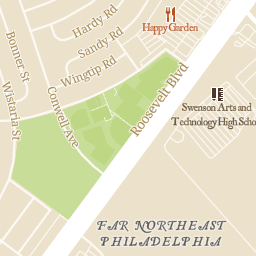 Hardy Rd
Happy Garden
Bonner St
Sandy Rd
Wingtip Rd
Wistaria St
Conwell Ave
Roosevelt Blvd
Swenson Arts and
Technology High Scho
FAR NORTHEAST
PHILADELPHIA